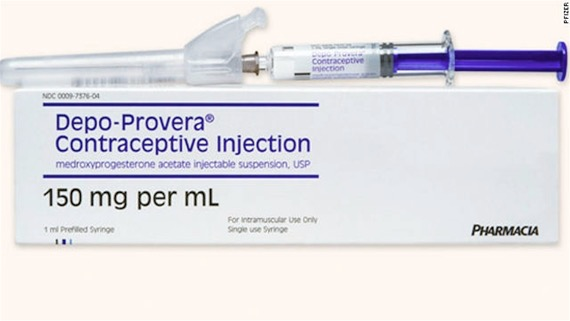 PFIZER
Depo-Provera
Contraceptive
Injection
NDC 0009-7376-04
Depo-Provera®
Contraceptive Injection
medroxyprogesterone acetate injectable suspension, USP
150 mg per mL
For Intramuscular Use Only
1 ml Prefilled Syringe
Single use Syringe
PHARMACIA